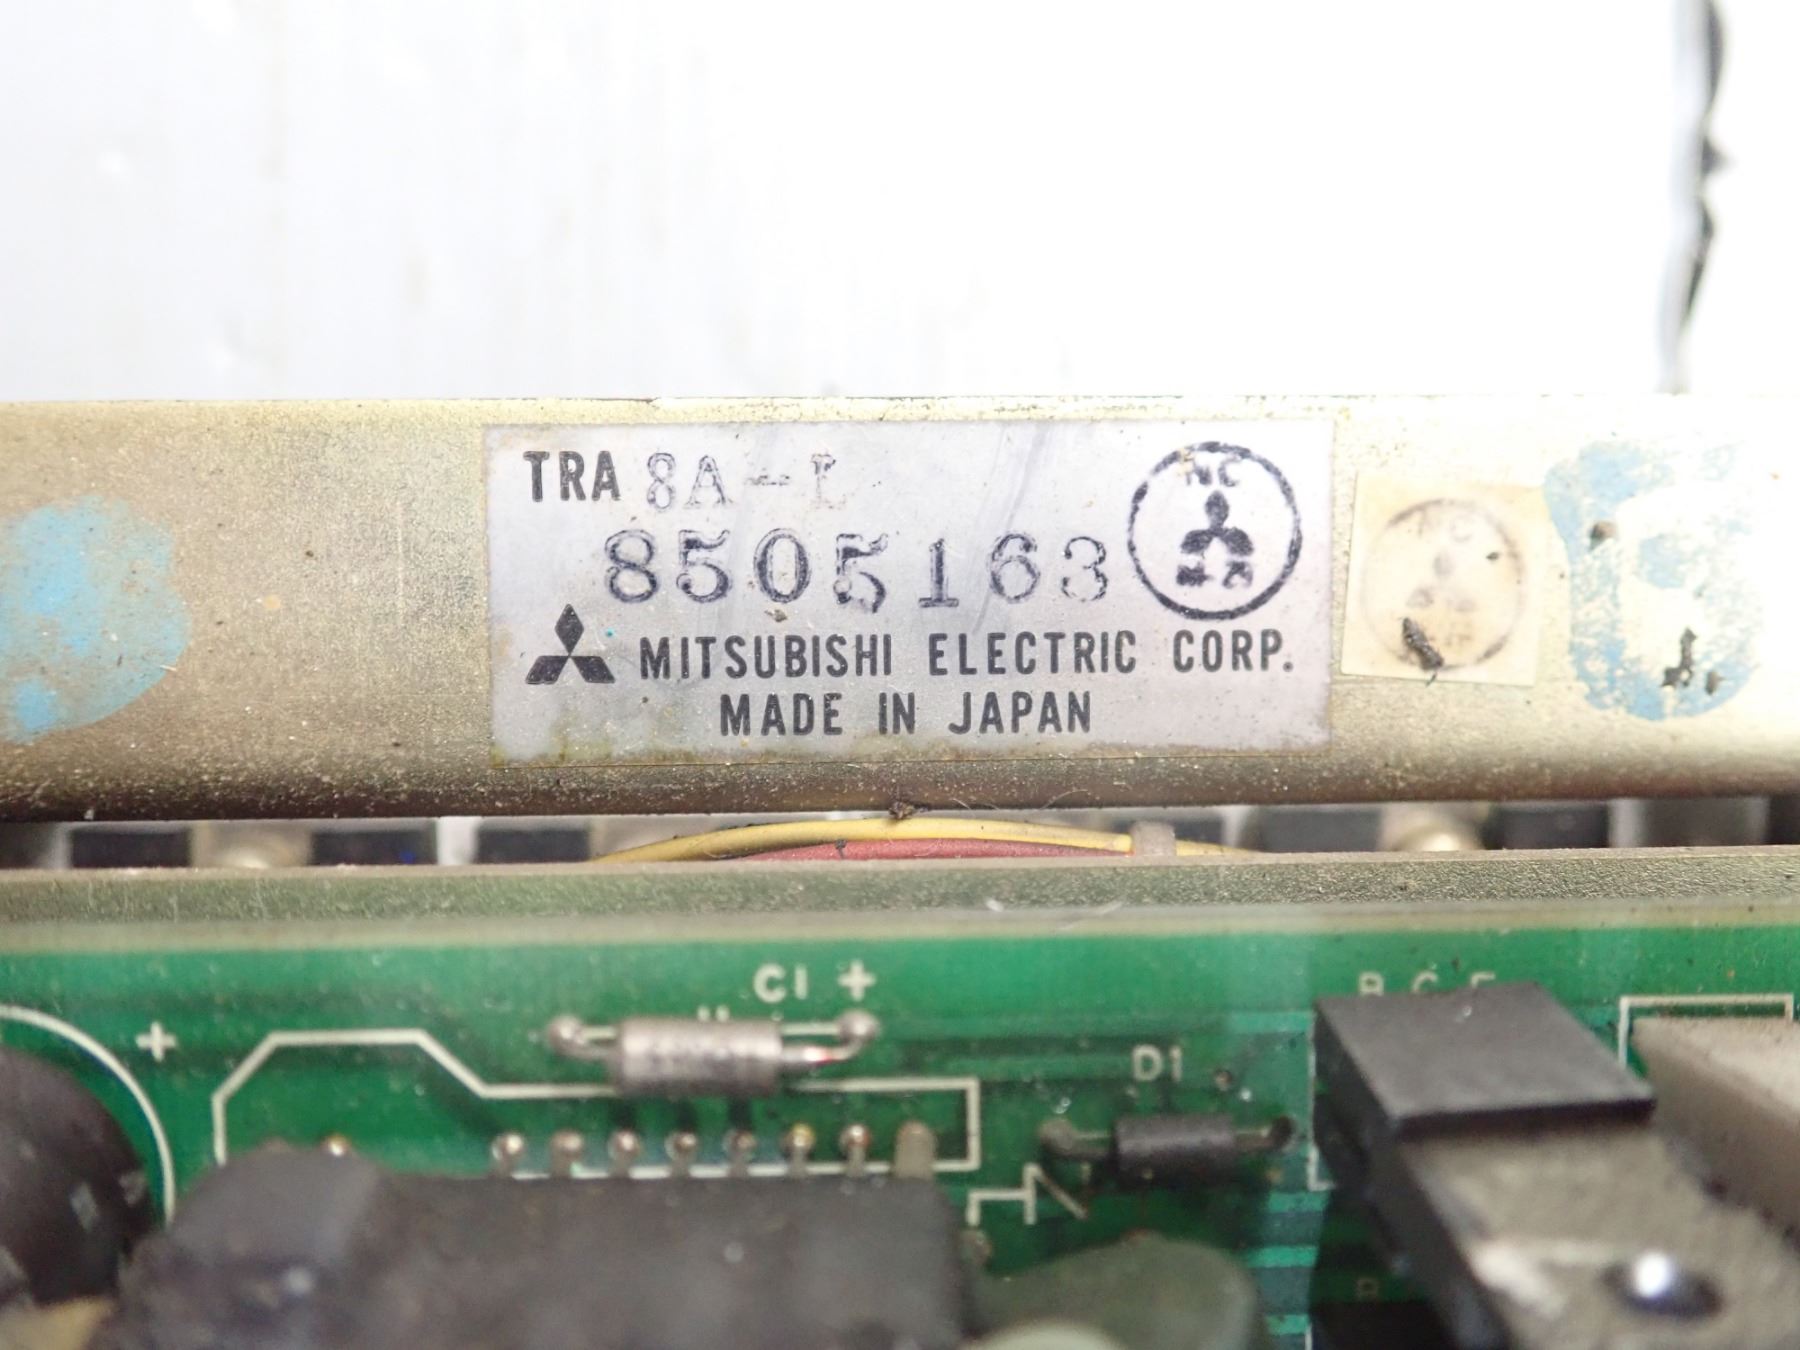 TRA 8A-L
NC
8505163
MITSUBISHI ELECTRIC CORP.
MADE IN JAPAN
C1 +
+
D1